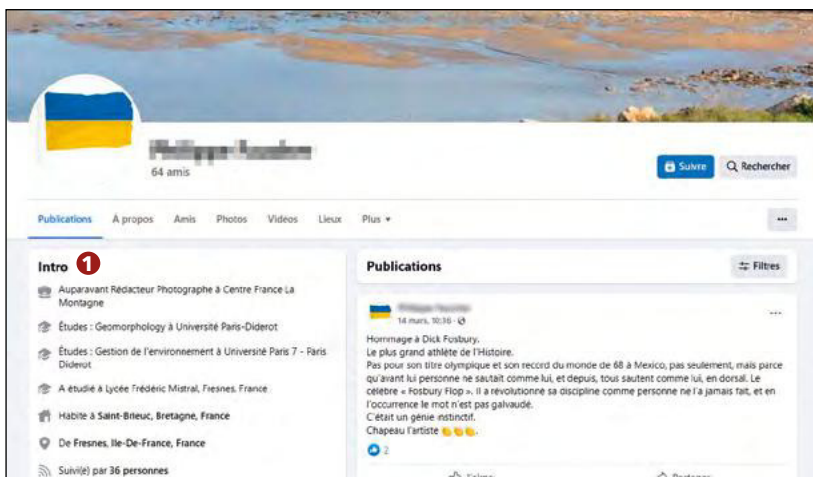 64 amis
Suivre
Rechercher
Publications
À propos
Amis
Photos
Videos
Lieux
Plus
...
Intro 1
Auparavant Rédacteur Photographe à Centre France La
Montagne
Études : Geomorphology à Université Paris-Diderot
Études : Gestion de l'environnement à Université Paris 7 - Paris
Diderot
A étudié à Lycée Frédéric Mistral, Fresnes, France
Habite à Saint-Brieuc, Bretagne, France
De Fresnes, Ile-De-France, France
Suivi(e) par 36 personnes
Publications
Filtres
14 mars, 10:36
...
Hommage à Dick Fosbury.
Le plus grand athlète de l'Histoire.
Pas pour son titre olympique et son record du monde de 68 à Mexico, pas seulement, mais parce
qu'avant lui personne ne sautait comme lui, et depuis, tous sautent comme lui, en dorsal. Le
célèbre « Fosbury Flop ». Il a révolutionné sa discipline comme personne ne l'a jamais fait, et en
l'occurrence le mot n'est pas galvaudé.
C'était un génie instinctif.
Chapeau l'artiste 👏👏👏.
2
J'aime
Partager